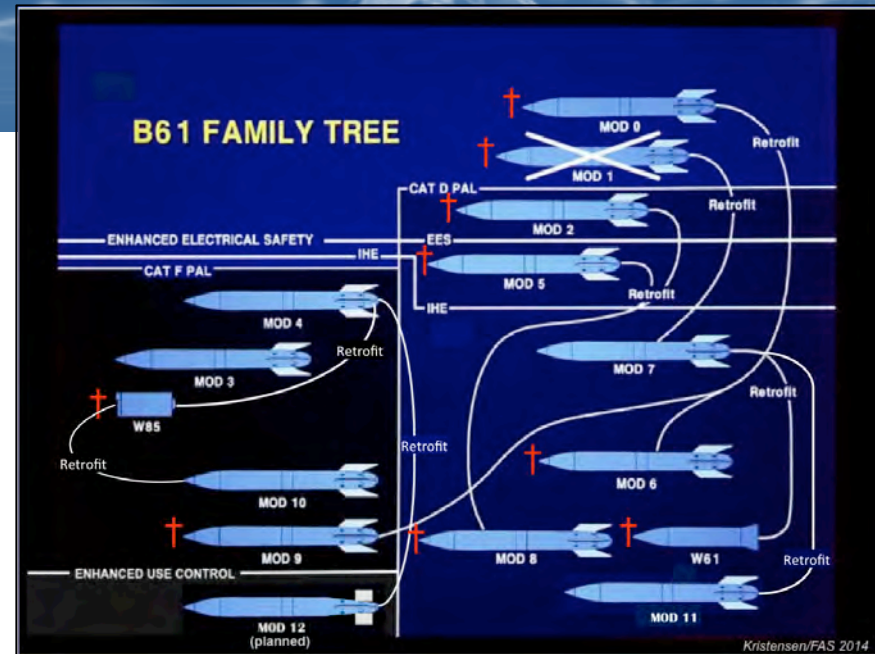 B61 FAMILY TREE
MOD 0
Retrofit
MOD 1
CAT D PAL
Retrofit
MOD 2
ENHANCED ELECTRICAL SAFETY
EES
IHE
CAT F PAL
MOD 5
Retrofit
IHE
MOD 4
Retrofit
MOD 3
MOD 7
Retrofit
W85
Retrofit
Retrofit
MOD 10
MOD 6
MOD 9
MOD 8
W61
Retrofit
ENHANCED USE CONTROL
MOD 12
(planned)
MOD 11
Kristensen/FAS 2014